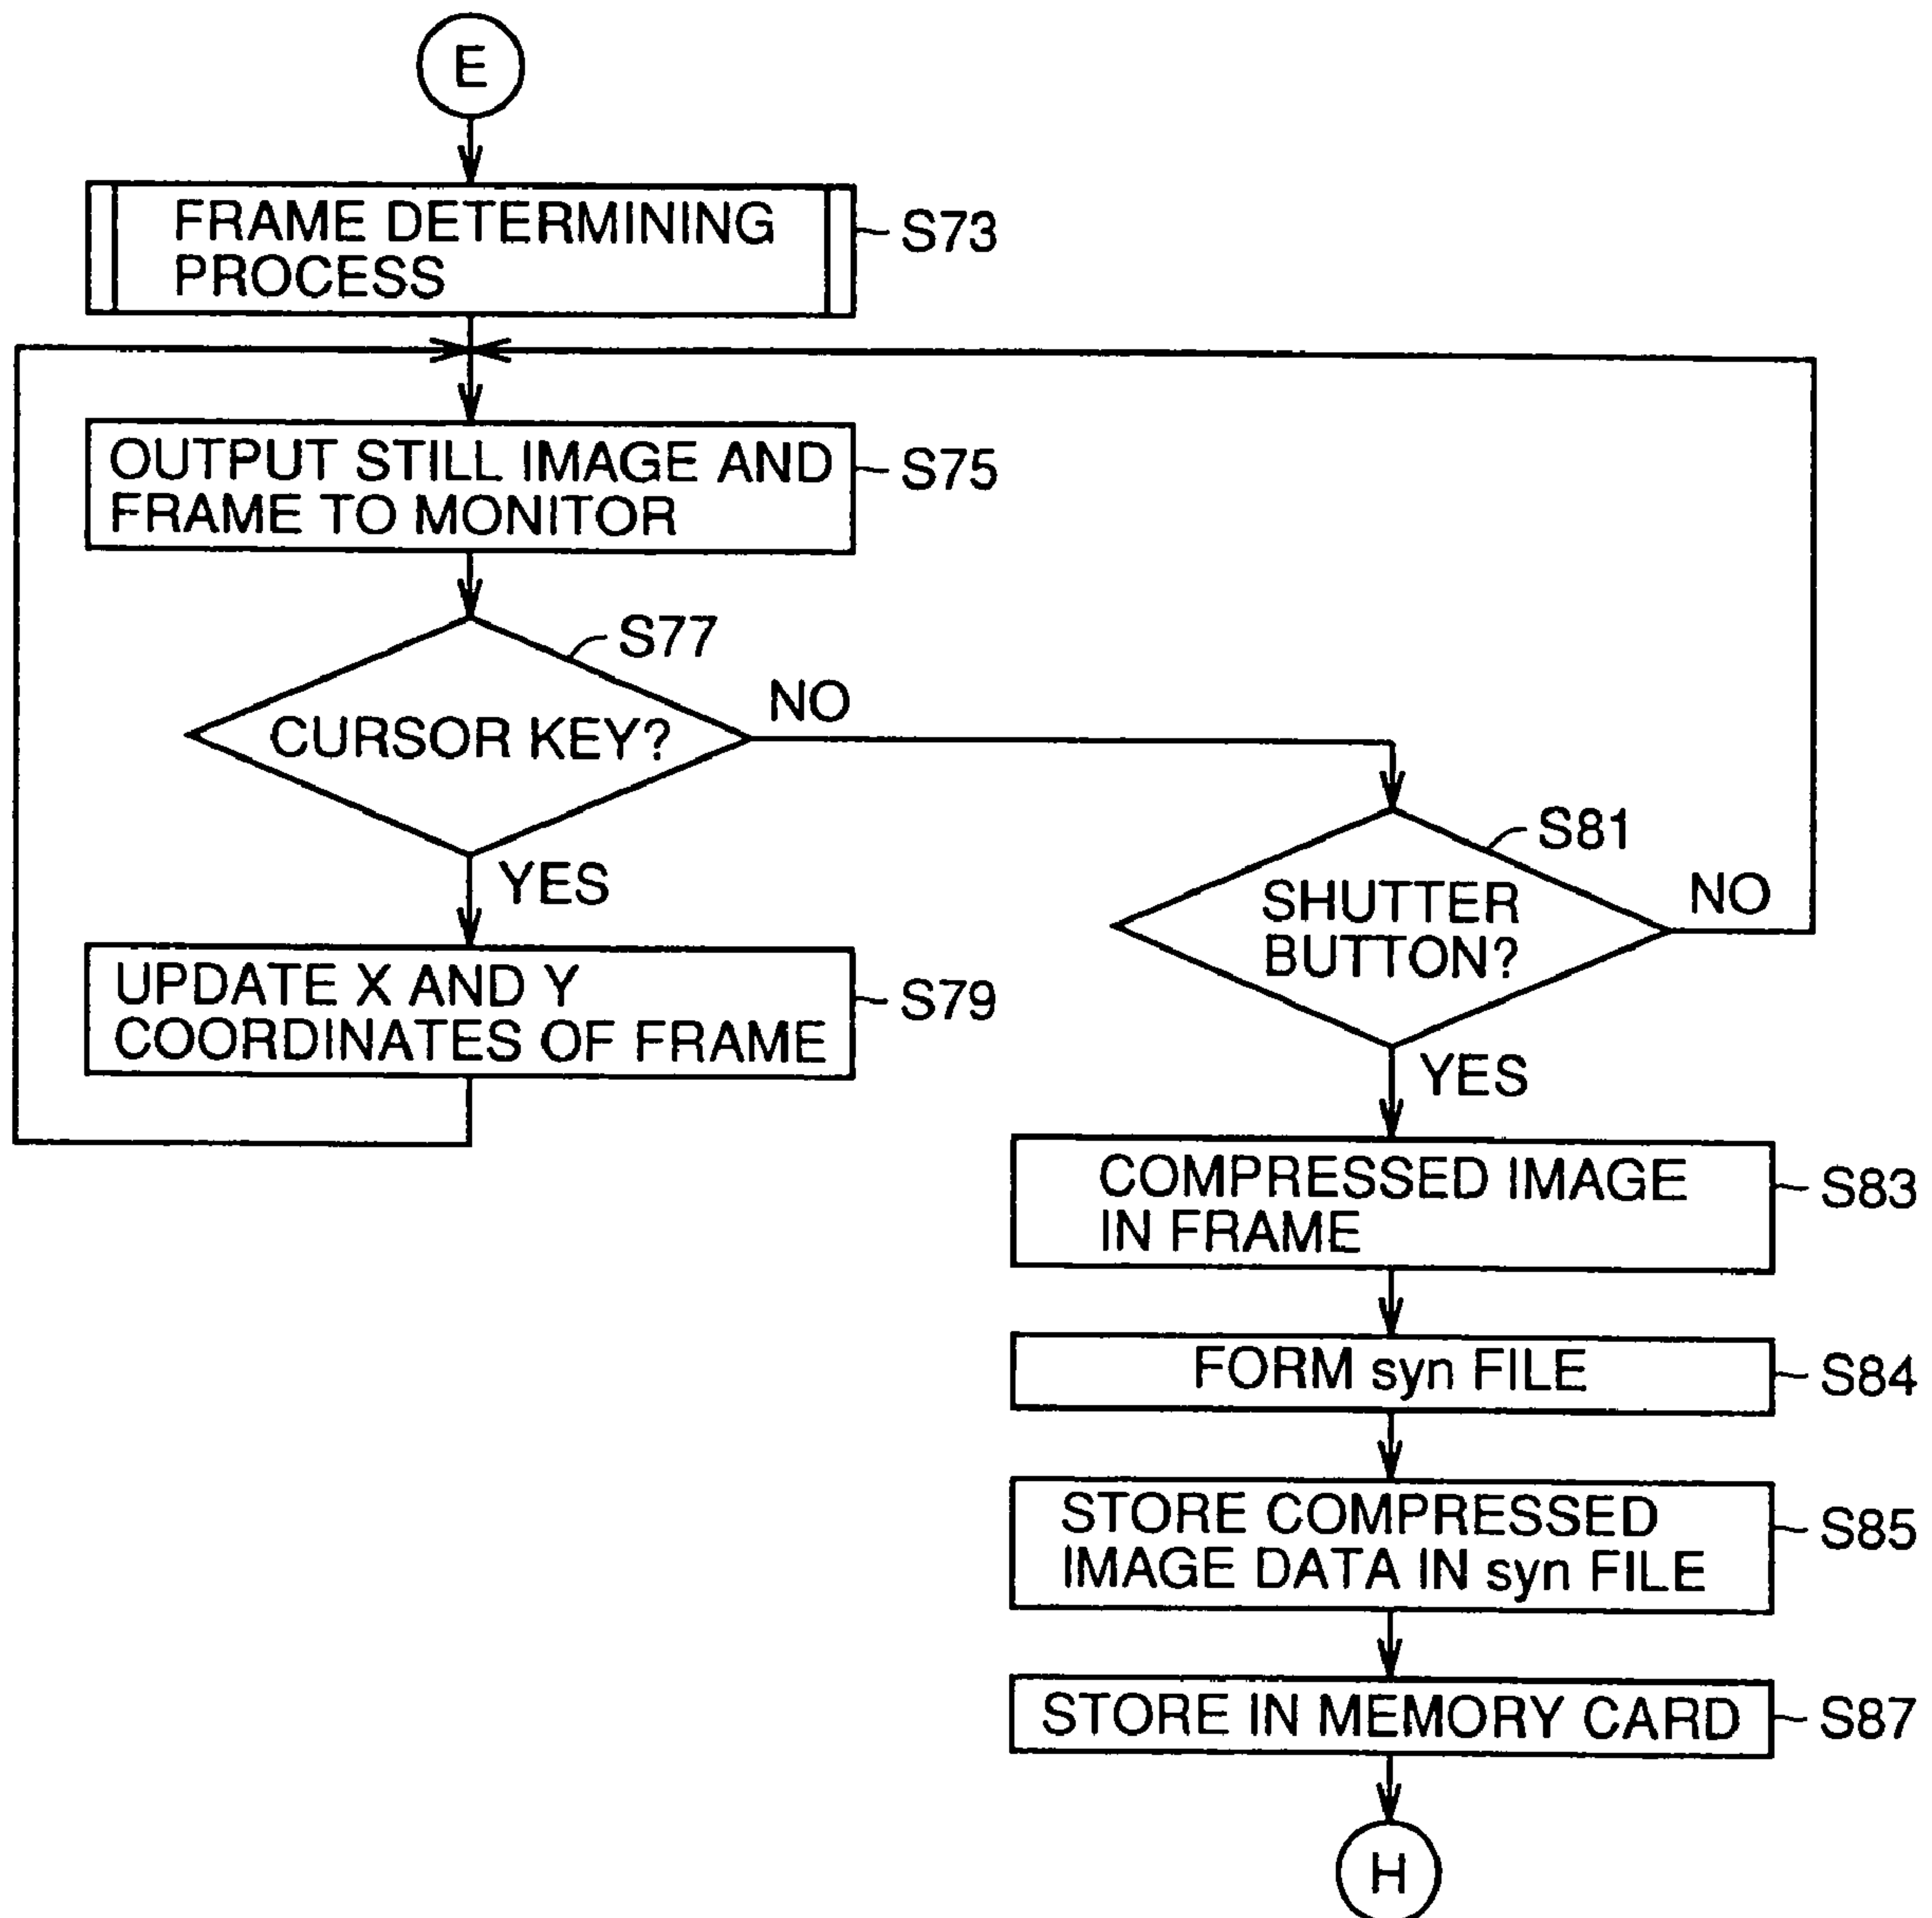 E
FRAME DETERMINING
PROCESS
S73
OUTPUT STILL IMAGE AND
FRAME TO MONITOR
S75
S77
CURSOR KEY?
NO
YES
UPDATE X AND Y
COORDINATES OF FRAME
S79
S81
SHUTTER
BUTTON?
NO
YES
COMPRESSED IMAGE
IN FRAME
S83
FORM syn FILE
S84
STORE COMPRESSED
IMAGE DATA IN syn FILE
S85
STORE IN MEMORY CARD
S87
H